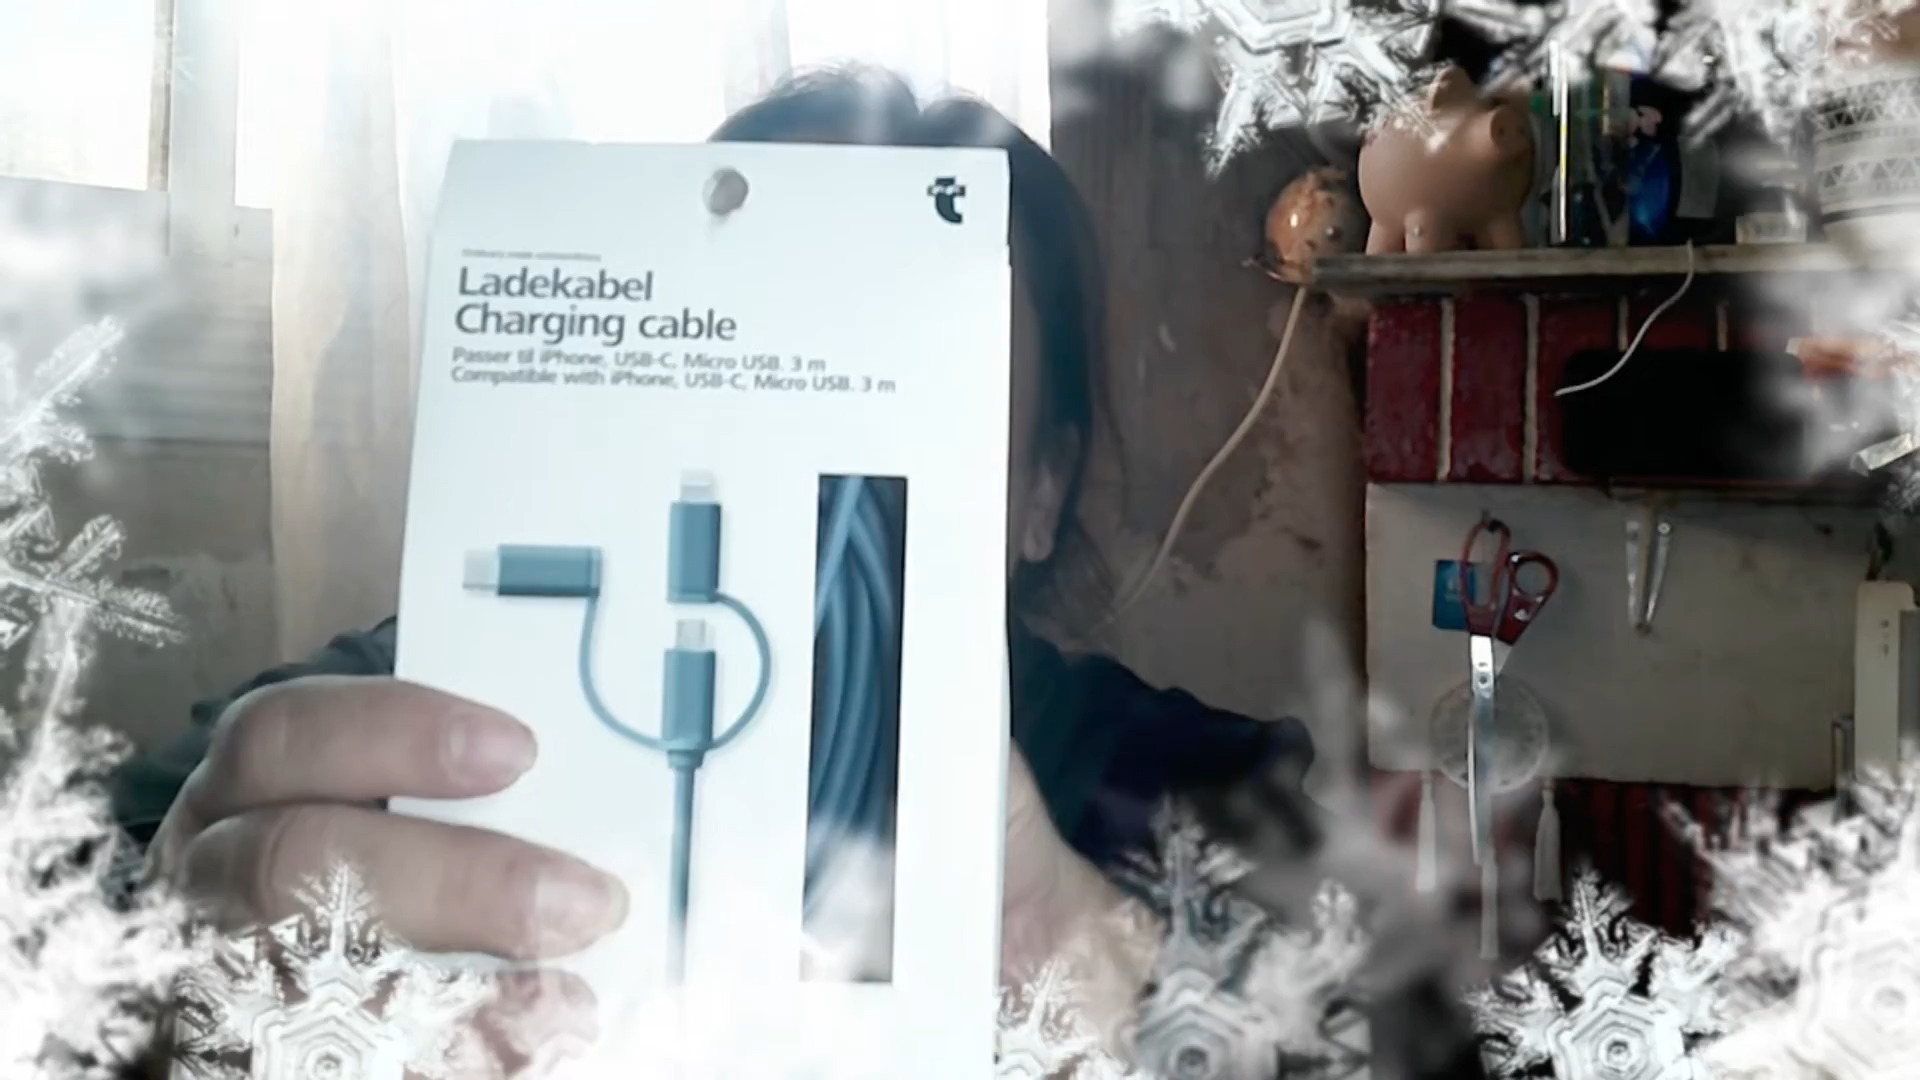 Ladekabel
Charging cable
Passer til iPhone, USB-C, Micro USB. 3 m
Compatible with iPhone, USB-C, Micro USB. 3 m